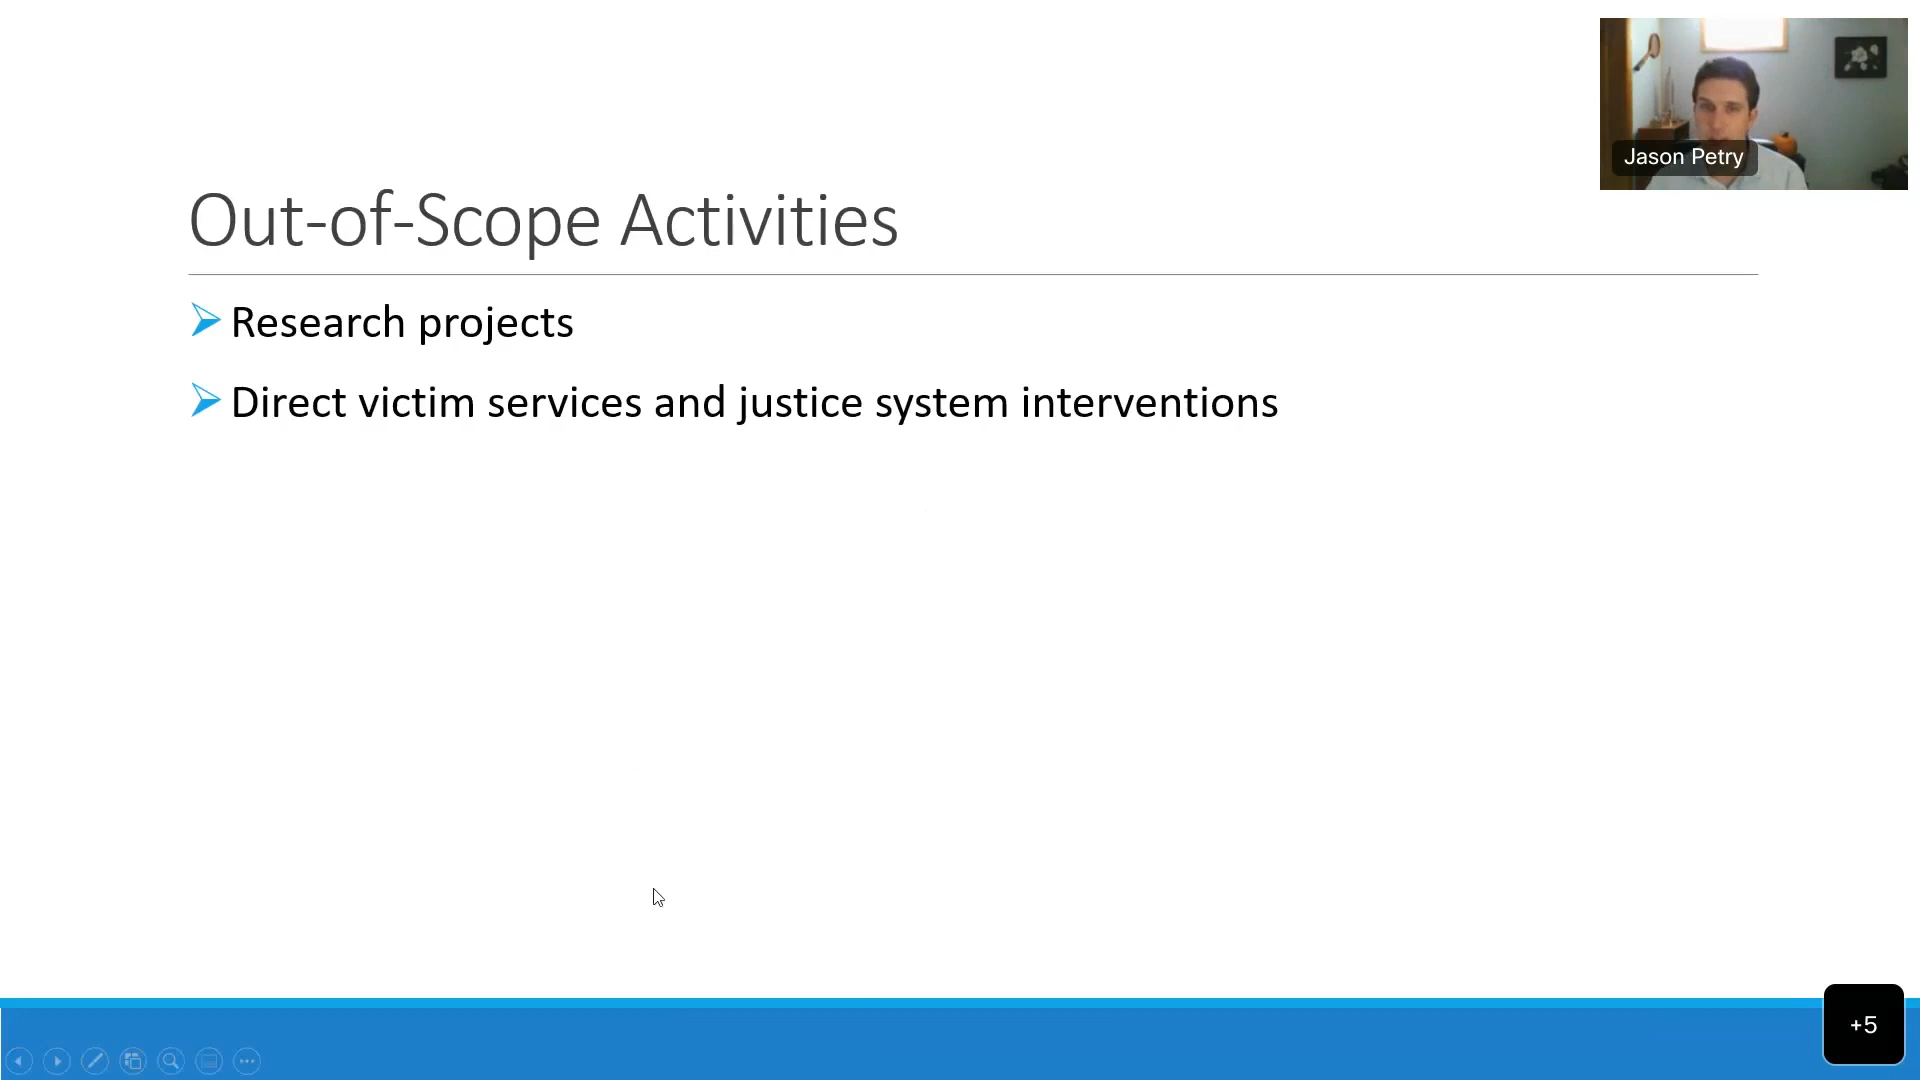 Jason Petry
Out-of-Scope Activities
Research projects
Direct victim services and justice system interventions
+5